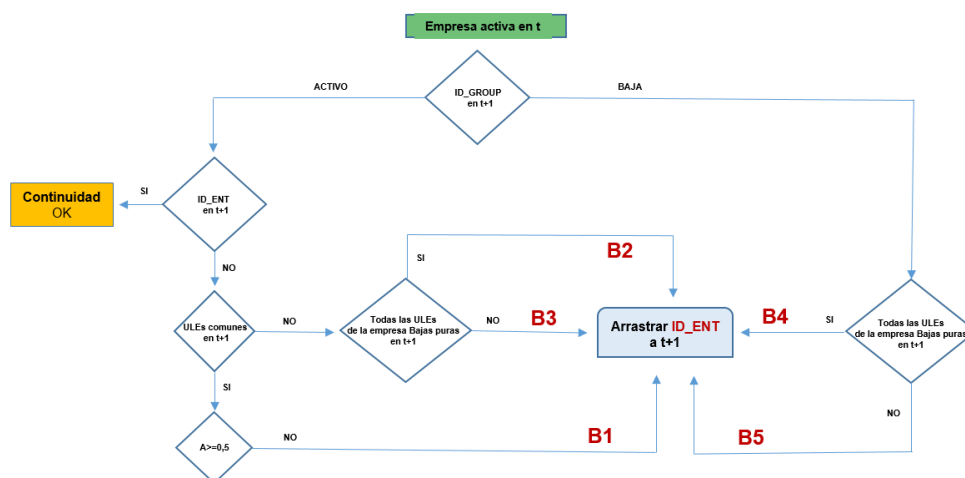 Empresa activa en t
ID_GROUP
en t+1
ACTIVO
BAJA
ID_ENT
en t+1
SI
Continuidad
OK
NO
ULEs comunes
en t+1
NO
Todas las ULEs
de la empresa Bajas puras
en t+1
SI
B2
NO
B3
Arrastrar ID_ENT
a t+1
B4
SI
Todas las ULEs
de la empresa Bajas puras
en t+1
SI
A>=0,5
NO
B1
B5
NO